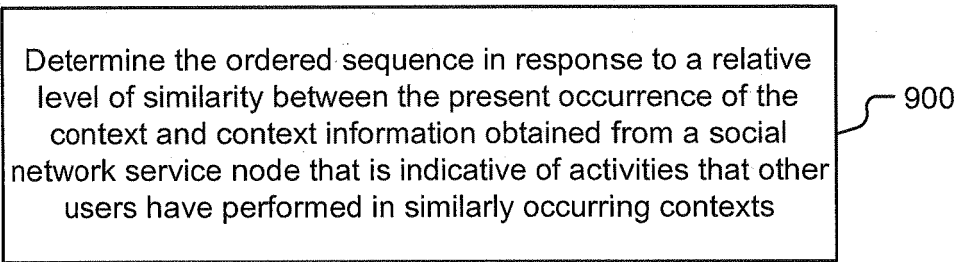 Determine the ordered sequence in response to a relative
level of similarity between the present occurrence of the
context and context information obtained from a social
network service node that is indicative of activities that other
users have performed in similarly occurring contexts
900